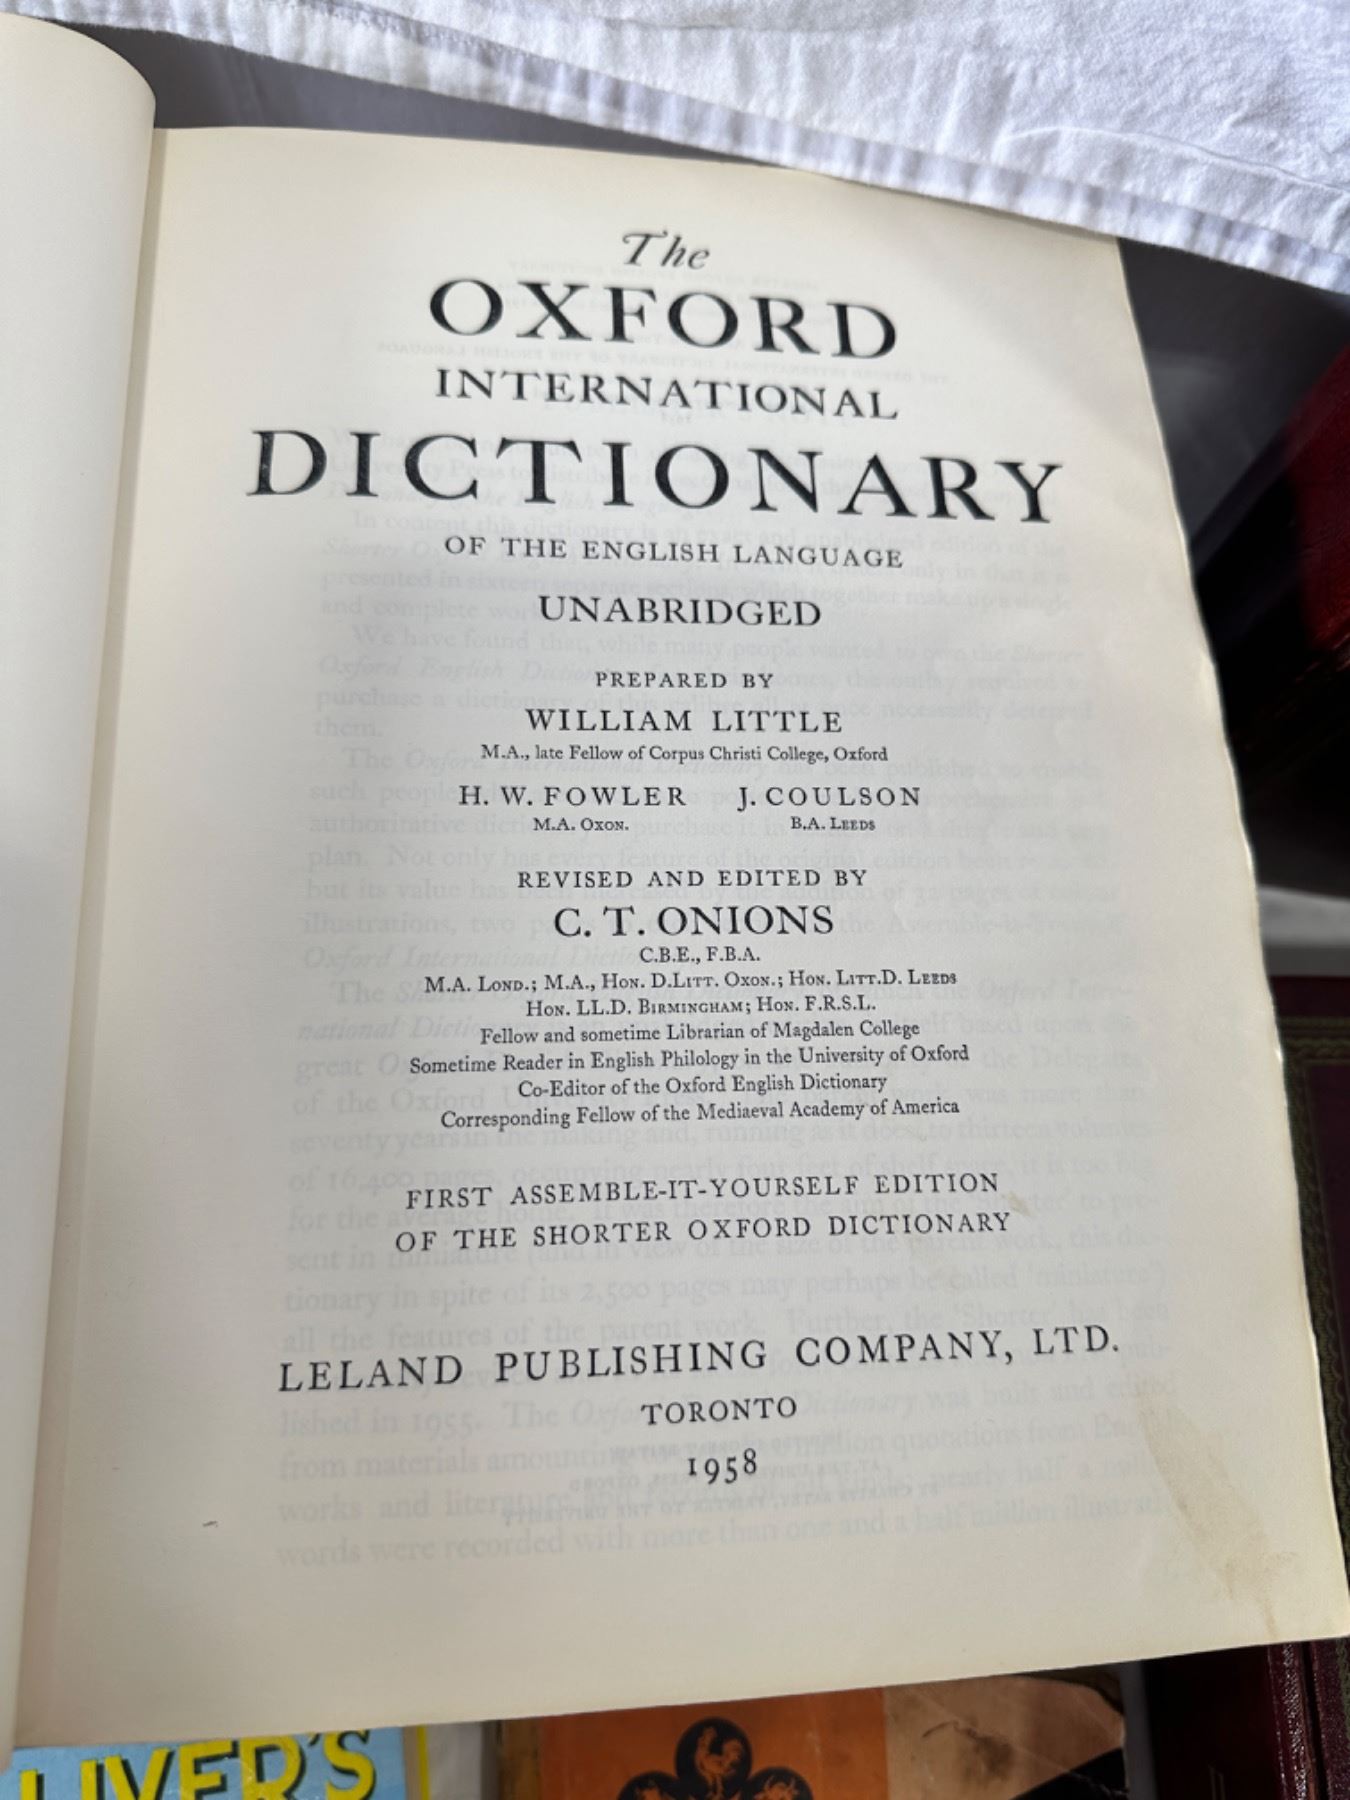 The
OXFORD
INTERNATIONAL
DICTIONARY
OF THE ENGLISH LANGUAGE
UNABRIDGED
PREPARED BY
WILLIAM LITTLE
M.A., late Fellow of Corpus Christi College, Oxford
H. W. FOWLER J. COULSON
M.A. OXON. B.A. LEEDS
REVISED AND EDITED BY
C. T. ONIONS
C.B.E., F.B.A.
M.A. LOND.; M.A., HON. D.LITT. OXON.; HON. LITT.D. LEEDS
HON. LL.D. BIRMINGHAM; HON. F.R.S.L.
Fellow and sometime Librarian of Magdalen College
Sometime Reader in English Philology in the University of Oxford
Co-Editor of the Oxford English Dictionary
Corresponding Fellow of the Mediaeval Academy of America
FIRST ASSEMBLE-IT-YOURSELF EDITION
OF THE SHORTER OXFORD DICTIONARY
LELAND PUBLISHING COMPANY, LTD.
TORONTO
1958
LIVER'S